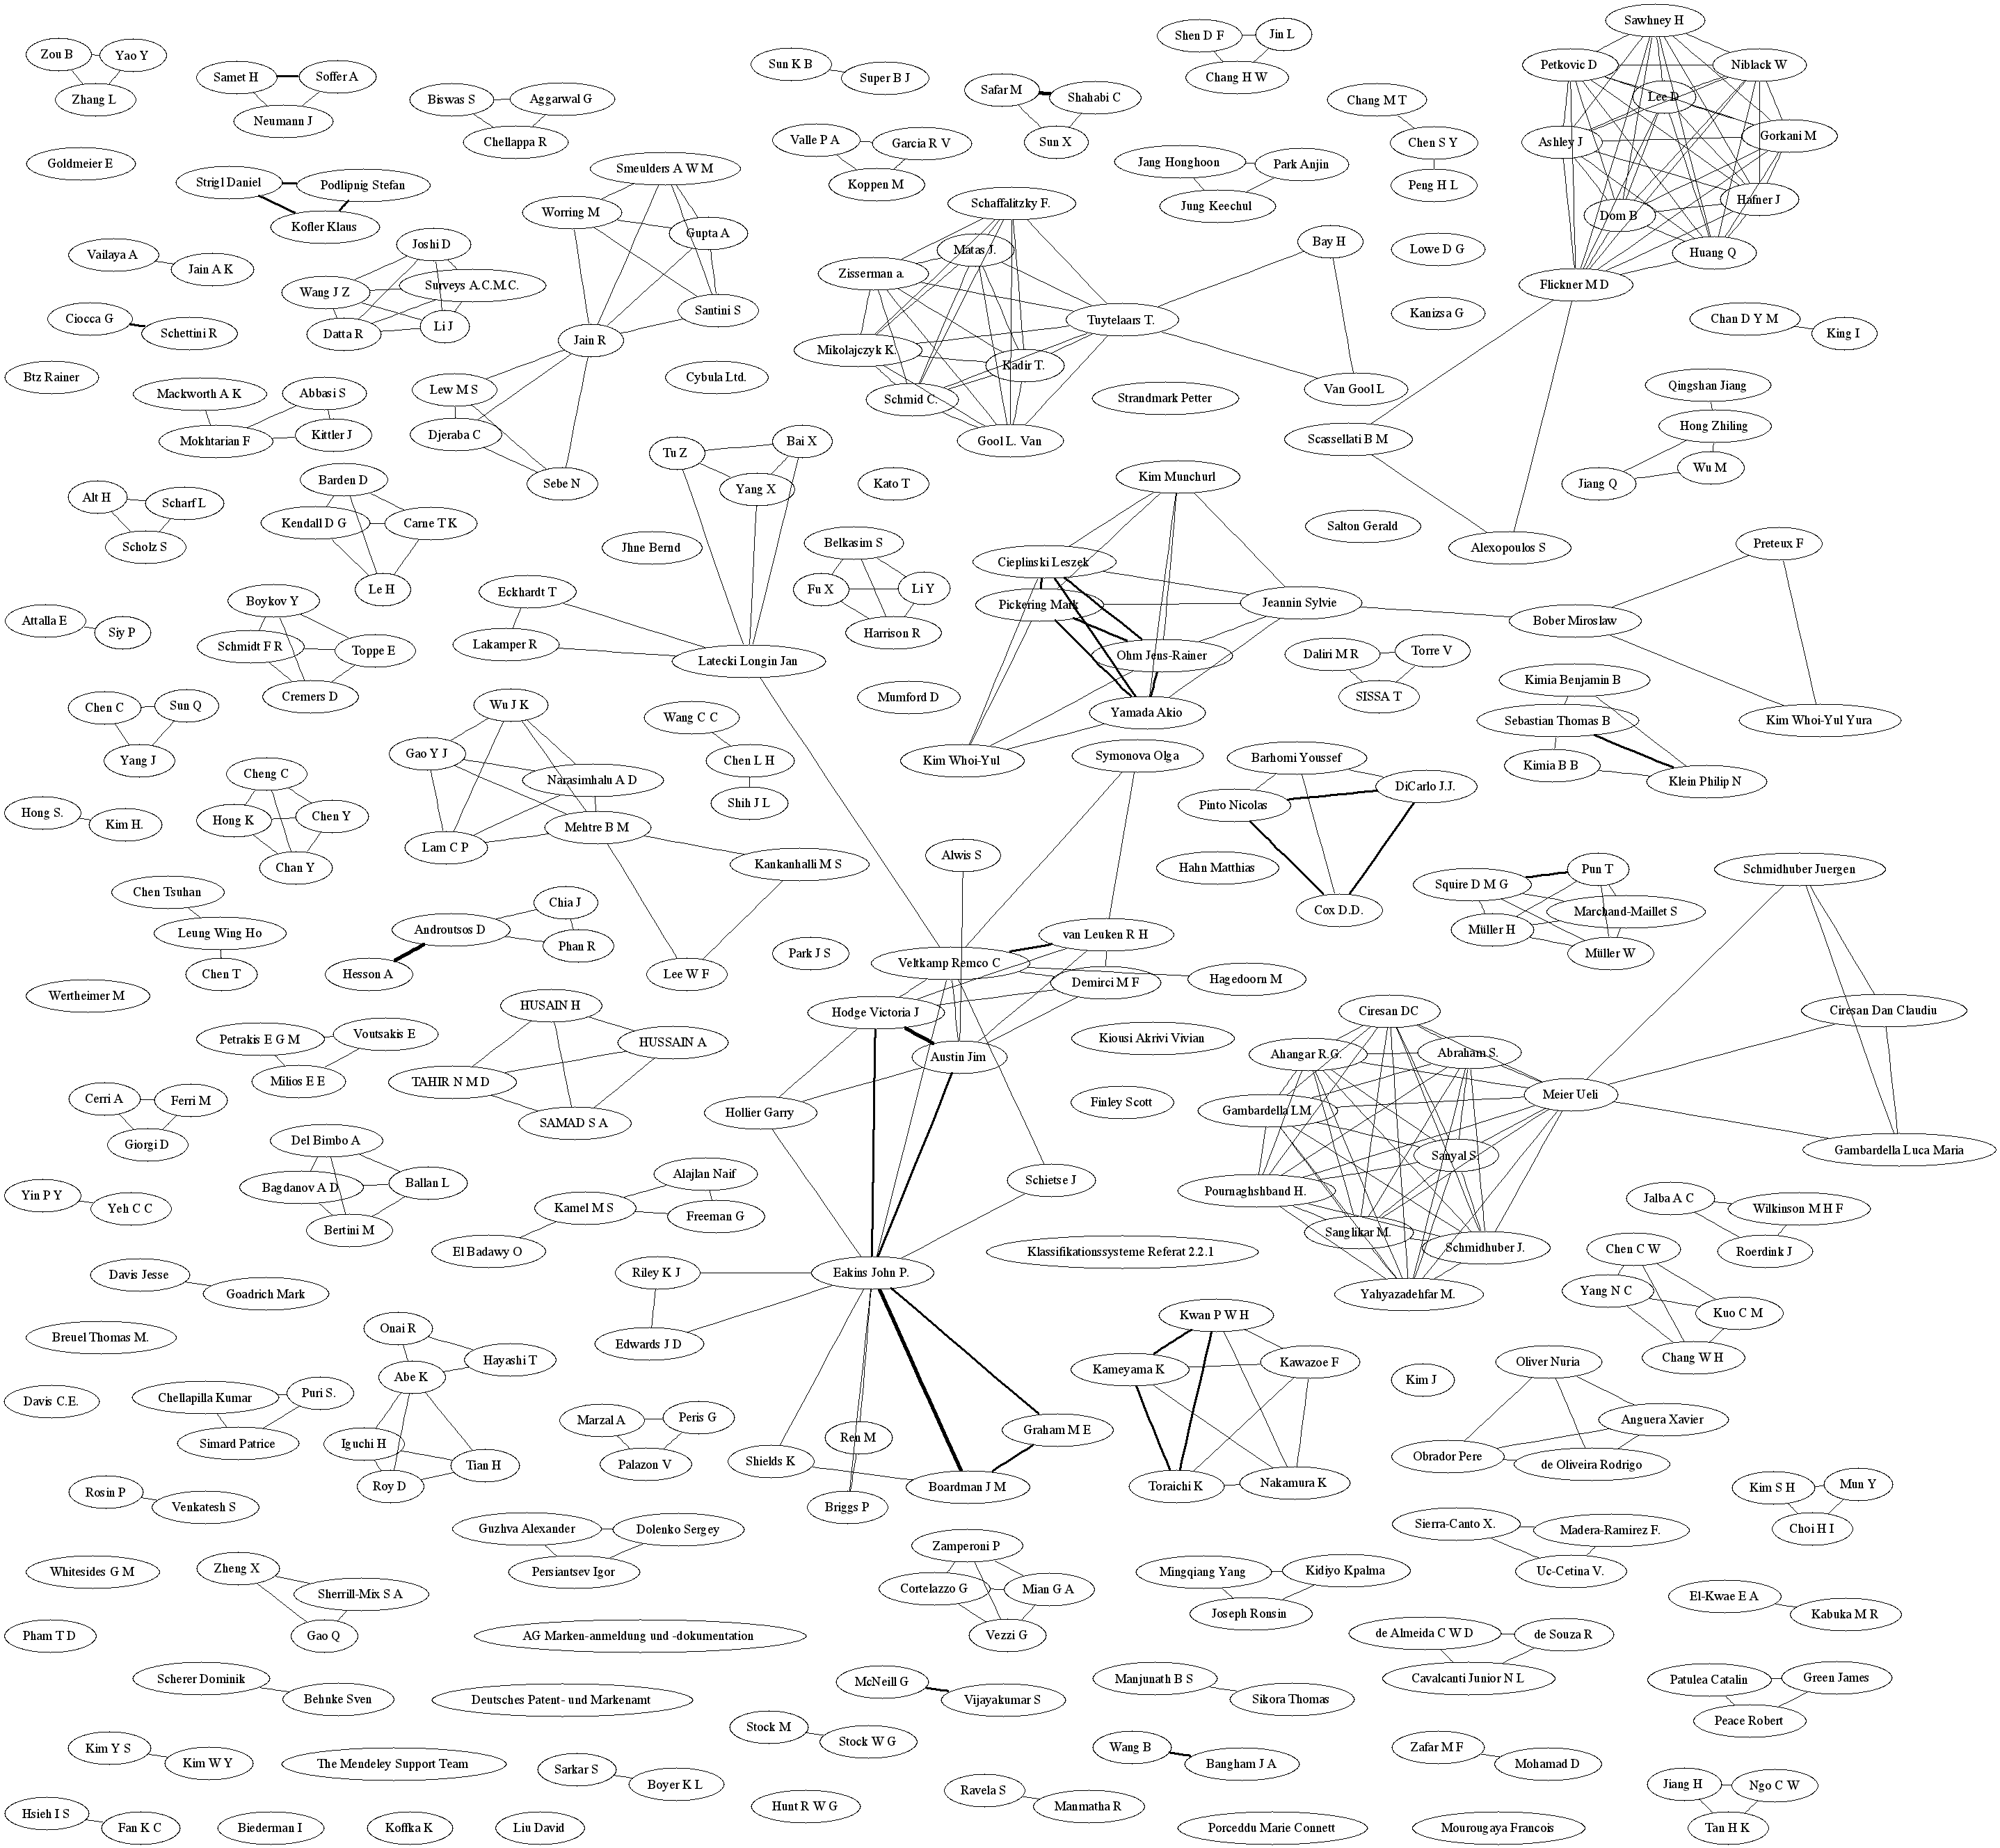 Sawhney H
Shen D F
Jin L
Zou B
Yao Y
Sun K B
Super B J
Chang H W
Petkovic D
Niblack W
Samet H
Soffer A
Zhang L
Biswas S
Aggarwal G
Safar M
Shahabi C
Chang M T
Lee D
Neumann J
Chellappa R
Valle P A
Garcia R V
Sun X
Chen S Y
Ashley J
Gorkani M
Goldmeier E
Smeulders A W M
Jang Honghoon
Park Anjin
Strigl Daniel
Podlipnig Stefan
Koppen M
Peng H L
Worring M
Schaffalitzky F.
Jung Keechul
Dom B
Hafner J
Kofler Klaus
Gupta A
Vailaya A
Jain A K
Joshi D
Matas J.
Bay H
Lowe D G
Huang Q
Wang J Z
Surveys A.C.M.C.
Zisserman a.
Flickner M D
Ciocca G
Schettini R
Datta R
Li J
Santini S
Tuytelaars T.
Kanizsa G
Chan D Y M
King I
Jain R
Mikolajczyk K.
Kadir T.
Btz Rainer
Mackworth A K
Abbasi S
Lew M S
Cybula Ltd.
Schmid C.
Strandmark Petter
Van Gool L
Qingshan Jiang
Mokhtarian F
Kittler J
Djeraba C
Tu Z
Bai X
Gool L. Van
Scassellati B M
Hong Zhiling
Barden D
Sebe N
Yang X
Kato T
Kim Munchurl
Jiang Q
Wu M
Alt H
Scharf L
Kendall D G
Carne T K
Salton Gerald
Scholz S
Jhne Bernd
Belkasim S
Cieplinski Leszek
Alexopoulos S
Preteux F
Le H
Eckhardt T
Fu X
Li Y
Pickering Mark
Jeannin Sylvie
Boykov Y
Attalla E
Siy P
Harrison R
Bober Miroslaw
Schmidt F R
Toppe E
Lakamper R
Latecki Longin Jan
Ohm Jens-Rainer
Daliri M R
Torre V
Cremers D
Mumford D
SISSA T
Kimia Benjamin B
Chen C
Sun Q
Wu J K
Wang C C
Yamada Akio
Sebastian Thomas B
Kim Whoi-Yul Yura
Yang J
Gao Y J
Chen L H
Kim Whoi-Yul
Symonova Olga
Barhomi Youssef
Kimia B B
Klein Philip N
Cheng C
Narasimhalu A D
Shih J L
Pinto Nicolas
DiCarlo J.J.
Hong S.
Kim H.
Hong K
Chen Y
Lam C P
Mehtre B M
Chan Y
Kankanhalli M S
Alwis S
Hahn Matthias
Pun T
Schmidhuber Juergen
Chen Tsuhan
Squire D M G
Chia J
Cox D.D.
Marchand-Maillet S
Leung Wing Ho
Androutsos D
Phan R
van Leuken R H
Müller H
Müller W
Chen T
Hesson A
Lee W F
Park J S
Veltkamp Remco C
Demirci M F
Hagedoorn M
Wertheimer M
HUSAIN H
Hodge Victoria J
Ciresan DC
Ciresan Dan Claudiu
Petrakis E G M
Voutsakis E
HUSSAIN A
Austin Jim
Kiousi Akrivi Vivian
Ahangar R.G.
Abraham S.
Milios E E
TAHIR N M D
Meier Ueli
Cerri A
Ferri M
Hollier Garry
Finley Scott
Gambardella LM
Giorgi D
SAMAD S A
Del Bimbo A
Sanyal S.
Gambardella Luca Maria
Yin P Y
Yeh C C
Bagdanov A D
Ballan L
Alajlan Naif
Schietse J
Pournaghshband H.
Bertini M
Kamel M S
Freeman G
Jalba A C
Wilkinson M H F
El Badawy O
Klassifikationssysteme Referat 2.2.1
Sanglikar M.
Schmidhuber J.
Chen C W
Roerdink J
Davis Jesse
Goadrich Mark
Riley K J
Eakins John P.
Yahyazadehfar M.
Yang N C
Kuo C M
Breuel Thomas M.
Onai R
Hayashi T
Edwards J D
Kwan P W H
Chang W H
Abe K
Kameyama K
Kawazoe F
Kim J
Oliver Nuria
Davis C.E.
Chellapilla Kumar
Puri S.
Simard Patrice
Iguchi H
Tian H
Marzal A
Peris G
Palazon V
Ren M
Graham M E
Anguera Xavier
Obrador Pere
de Oliveira Rodrigo
Roy D
Shields K
Boardman J M
Briggs P
Toraichi K
Nakamura K
Rosin P
Venkatesh S
Kim S H
Mun Y
Guzhva Alexander
Dolenko Sergey
Sierra-Canto X.
Madera-Ramirez F.
Choi H I
Whitesides G M
Zheng X
Sherrill-Mix S A
Persiantsev Igor
Zamperoni P
Cortelazzo G
Mian G A
Mingqiang Yang
Kidiyo Kpalma
Uc-Cetina V.
Joseph Ronsin
El-Kwae E A
Kabuka M R
Pham T D
Gao Q
AG Marken-anmeldung und -dokumentation
Vezzi G
de Almeida C W D
de Souza R
Scherer Dominik
Behnke Sven
Deutsches Patent- und Markenamt
McNeill G
Vijayakumar S
Manjunath B S
Sikora Thomas
Cavalcanti Junior N L
Patulea Catalin
Green James
Peace Robert
Stock M
Stock W G
Kim Y S
Kim W Y
The Mendeley Support Team
Sarkar S
Boyer K L
Wang B
Bangham J A
Zafar M F
Mohamad D
Ravela S
Manmatha R
Jiang H
Ngo C W
Hsieh I S
Fan K C
Biederman I
Koffka K
Liu David
Hunt R W G
Porceddu Marie Connett
Mourougaya Francois
Tan H K